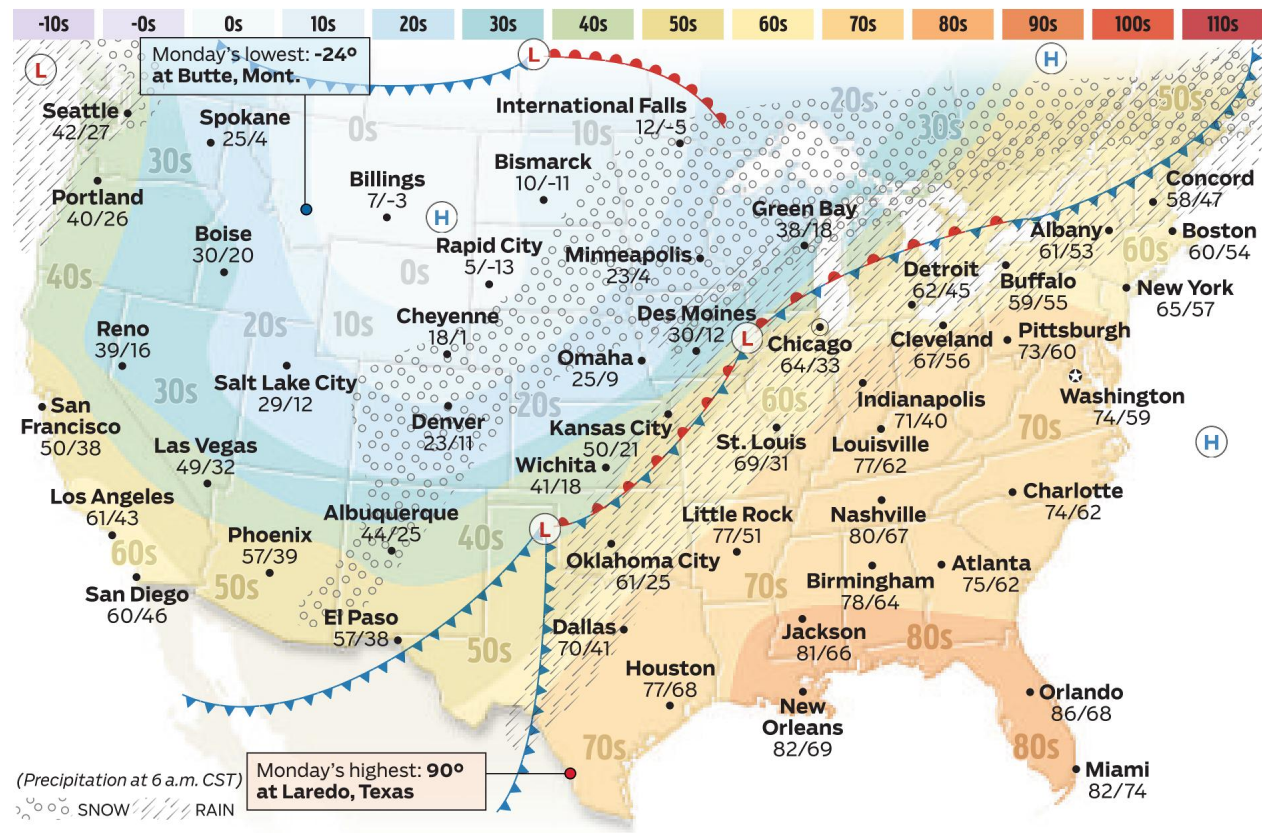 -10s -0s 0s 10s 20s 30s 40s 50s 60s 70s 80s 90s 100s 110s
Monday's lowest: -24°
at Butte, Mont.
L
L
H
Seattle
42/27
Spokane
25/4
0s
International Falls
12/-5
10s
20s
30s
50s
30s
Portland
40/26
Billings
7/-3
H
Bismarck
10/-11
Green Bay
38/18
Concord
58/47
Boise
30/20
Rapid City
5/-13
Minneapolis
23/4
Albany
61/53
Boston
60/54
60s
40s
0s
Detroit
62/45
Buffalo
59/55
New York
65/57
Reno
39/16
20s
10s
Cheyenne
18/1
Des Moines
30/12
L
Chicago
64/33
Cleveland
67/56
Pittsburgh
73/60
Omaha
25/9
Salt Lake City
29/12
30s
20s
60s
Indianapolis
71/40
Washington
74/59
San
Francisco
50/38
Denver
23/11
Kansas City
50/21
St. Louis
69/31
Louisville
77/62
70s
H
Las Vegas
49/32
Wichita
41/18
Los Angeles
61/43
Albuquerque
44/25
L
40s
Little Rock
77/51
Nashville
80/67
Charlotte
74/62
60s
Phoenix
57/39
50s
Oklahoma City
61/25
70s
Birmingham
78/64
Atlanta
75/62
San Diego
60/46
El Paso
57/38
50s
Dallas
70/41
Jackson
81/66
80s
Houston
77/68
New
Orleans
82/69
Orlando
86/68
70s
80s
Monday's highest: 90°
at Laredo, Texas
Miami
82/74
(Precipitation at 6 a.m. CST)
SNOW RAIN